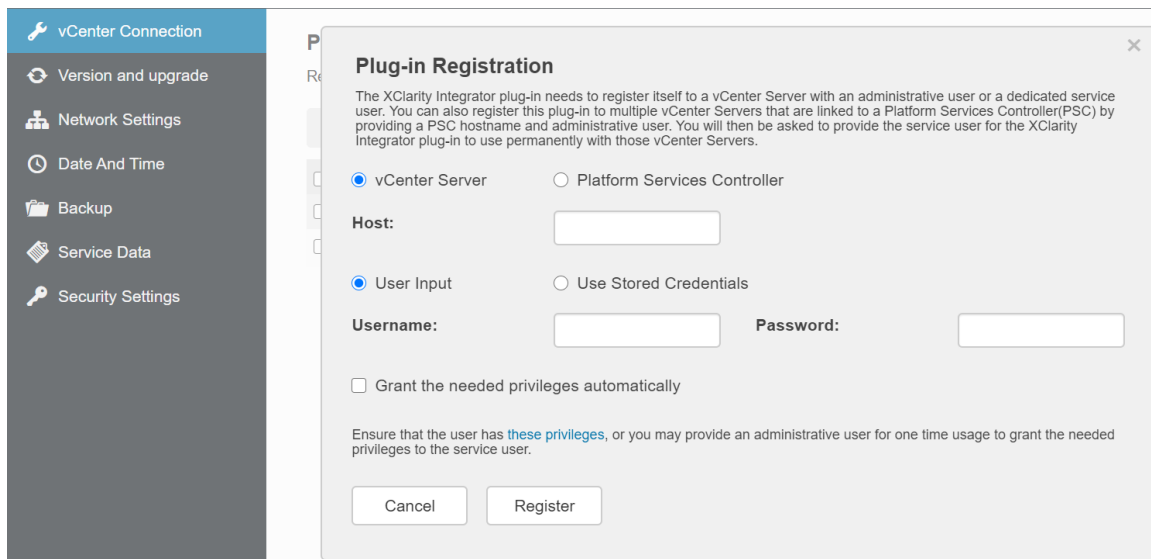 vCenter Connection
Version and upgrade
Network Settings
Date And Time
Backup
Service Data
Security Settings
P
Re
×
Plug-in Registration
The XClarity Integrator plug-in needs to register itself to a vCenter Server with an administrative user or a dedicated service
user. You can also register this plug-in to multiple vCenter Servers that are linked to a Platform Services Controller(PSC) by
providing a PSC hostname and administrative user. You will then be asked to provide the service user for the XClarity
Integrator plug-in to use permanently with those vCenter Servers.
vCenter Server Platform Services Controller
Host:
User Input Use Stored Credentials
Username: Password:
Grant the needed privileges automatically
Ensure that the user has these privileges, or you may provide an administrative user for one time usage to grant the needed
privileges to the service user.
Cancel Register